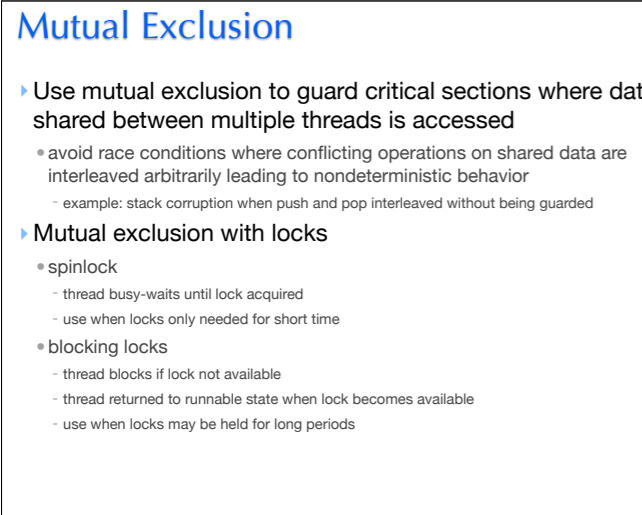 Mutual Exclusion
Use mutual exclusion to guard critical sections where dat
shared between multiple threads is accessed
avoid race conditions where conflicting operations on shared data are
interleaved arbitrarily leading to nondeterministic behavior
- example: stack corruption when push and pop interleaved without being guarded
Mutual exclusion with locks
• spinlock
- thread busy-waits until lock acquired
- use when locks only needed for short time
• blocking locks
- thread blocks if lock not available
- thread returned to runnable state when lock becomes available
- use when locks may be held for long periods